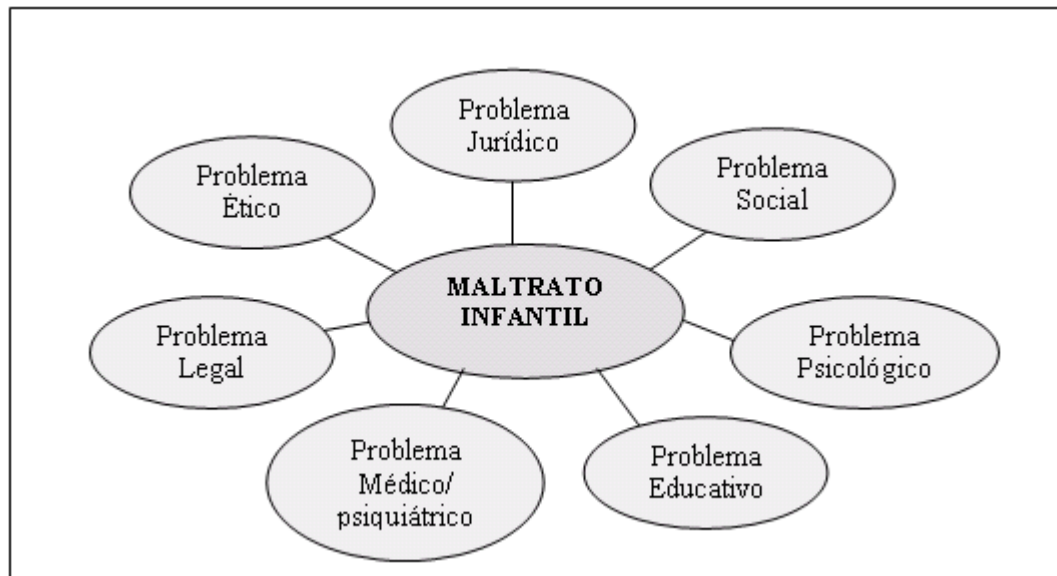 Problema
Jurídico
Problema
Social
Problema
Ético
MALTRATO
INFANTIL
Problema
Legal
Problema
Psicológico
Problema
Médico/
psiquiátrico
Problema
Educativo